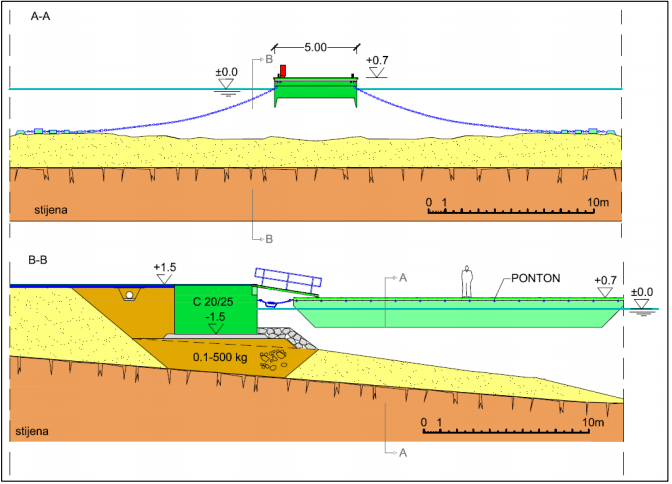 A-A
B
5.00
+0.7
±0.0
stijena
0 1 10m
B
B-B
+1.5
A
PONTON
+0.7
±0.0
C 20/25
-1.5
0.1-500 kg
0 1 10m
stijena
A